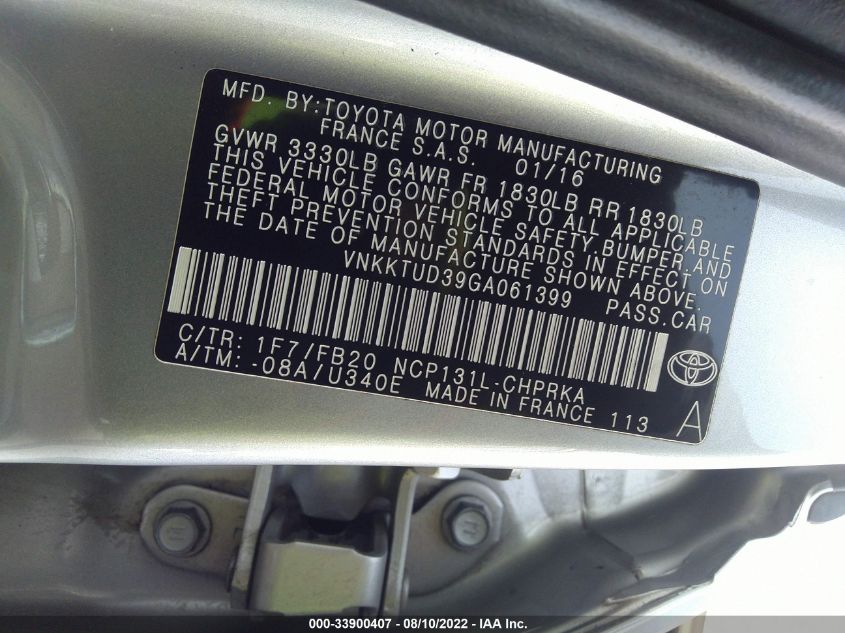 MFD. BY:TOYOTA MOTOR MANUFACTURING
FRANCE S.A.S. 01/16
GVWR 3330LB GAWR FR 1830LB RR 1830LB
THIS VEHICLE CONFORMS TO ALL APPLICABLE
FEDERAL MOTOR VEHICLE SAFETY,BUMPER,AND
THEFT PREVENTION STANDARDS IN EFFECT ON
THE DATE OF MANUFACTURE SHOWN ABOVE.
VNKKTUD39GA061399 PASS.CAR
C/TR: 1F7/FB20 NCP131L-CHPRKA
A/TM: -08A/U340E MADE IN FRANCE 113
A
000-33900407 - 08/10/2022 - IAA Inc.